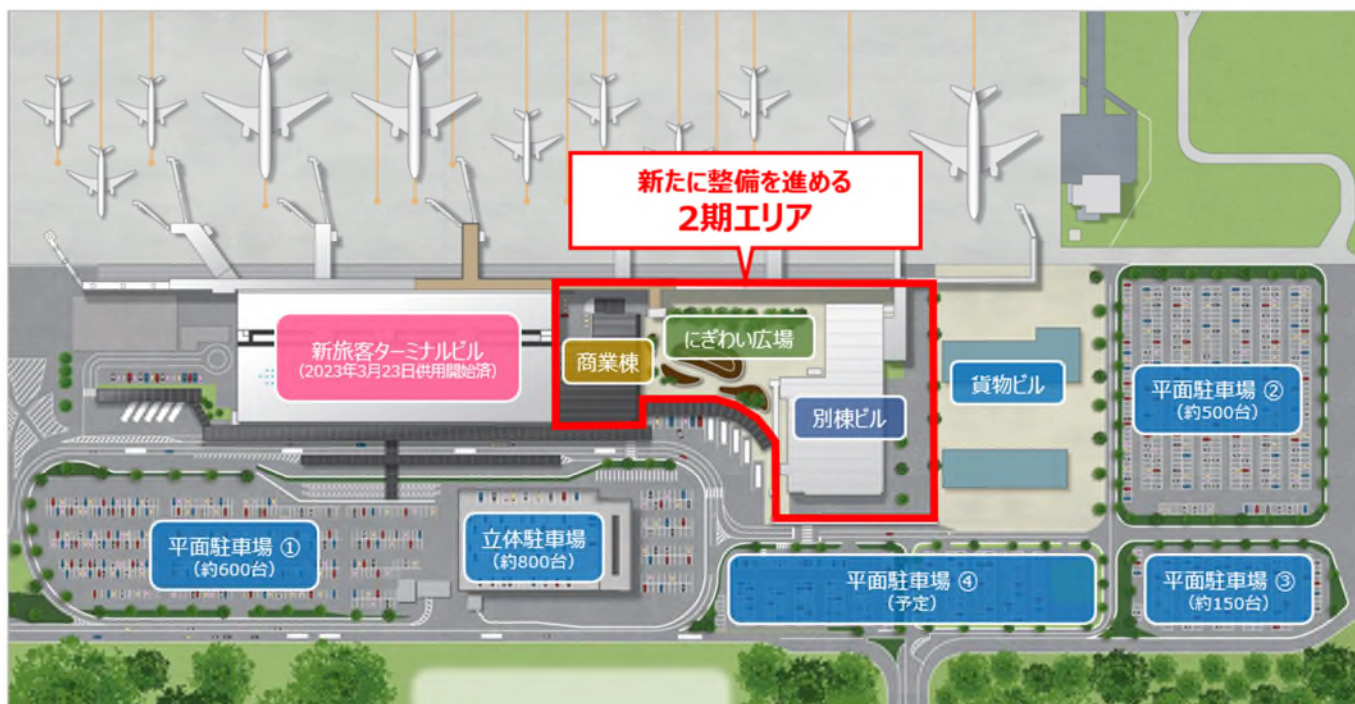 新たに整備を進める
2期エリア
新旅客ターミナルビル
（2023年3月23日供用開始済）
商業棟
にぎわい広場
別棟ビル
貨物ビル
平面駐車場 ②
（約500台）
平面駐車場 ①
（約600台）
立体駐車場
（約800台）
平面駐車場 ④
（予定）
平面駐車場 ③
（約150台）